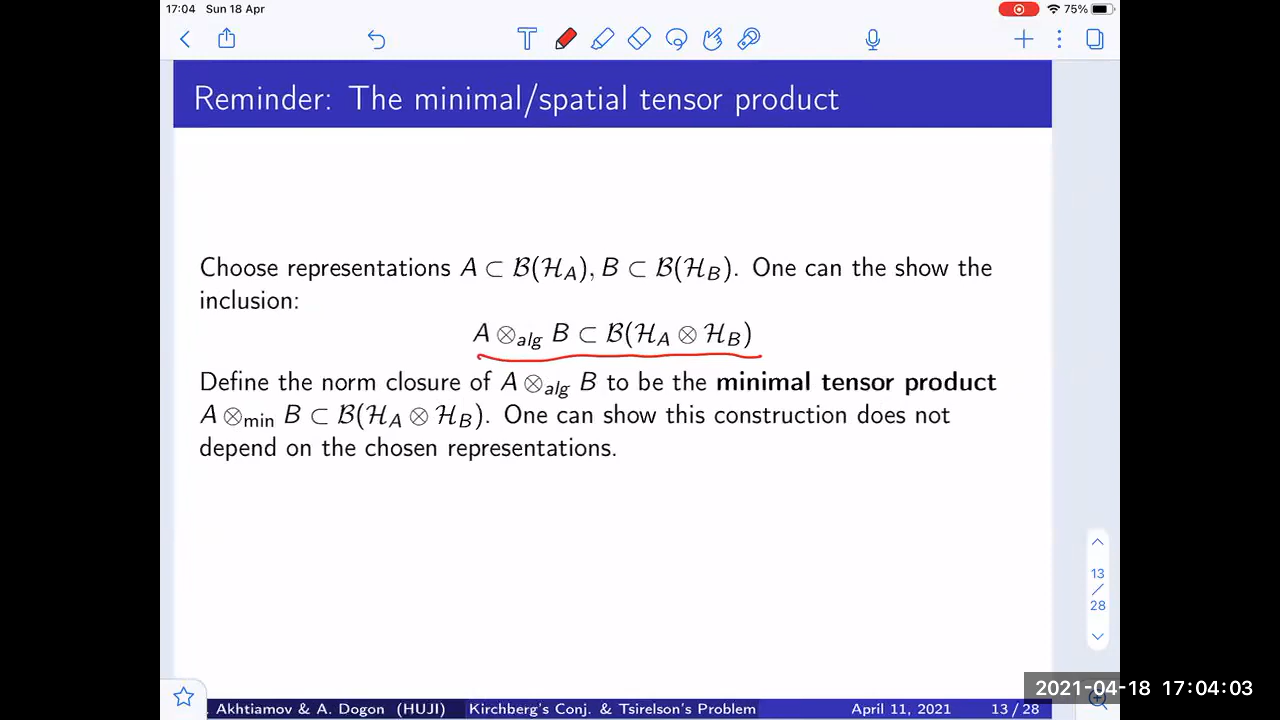 17:04 Sun 18 Apr
75%
Reminder: The minimal/spatial tensor product
Choose representations A ⊂ B(H_A), B ⊂ B(H_B). One can the show the
inclusion:
A ⊗_alg B ⊂ B(H_A ⊗ H_B)
Define the norm closure of A ⊗_alg B to be the minimal tensor product
A ⊗_min B ⊂ B(H_A ⊗ H_B). One can show this construction does not
depend on the chosen representations.
13
/
28
2021-04-18 17:04:03
. Akhtiamov & A. Dogon (HUJI) Kirchberg's Conj. & Tsirelson's Problem April 11, 2021 13 / 28